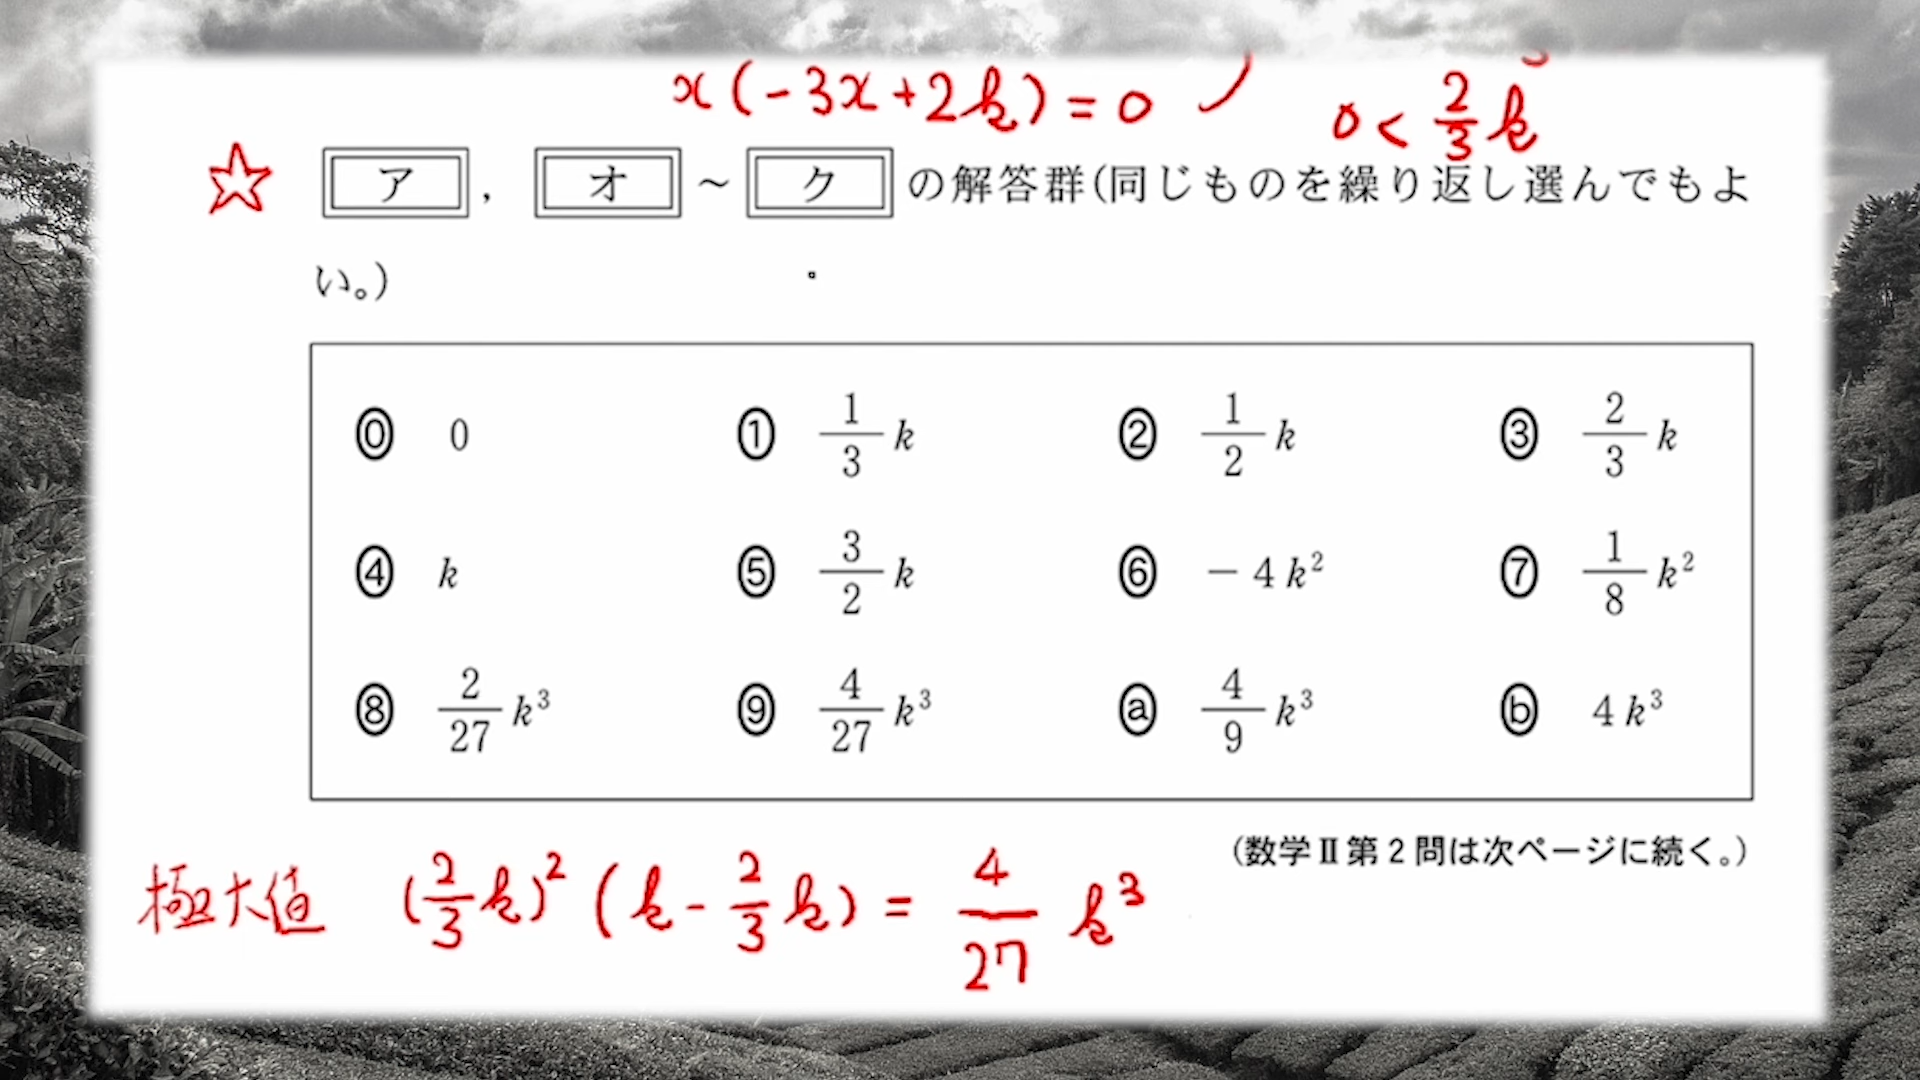 x(-3x+2k)=0
0<2/3 k
☆ ア , オ ～ ク の解答群(同じものを繰り返し選んでもよ
い。)
⓪ 0 ① 1/3 k ② 1/2 k ③ 2/3 k
④ k ⑤ 3/2 k ⑥ −4k² ⑦ 1/8 k²
⑧ 2/27 k³ ⑨ 4/27 k³ ⓐ 4/9 k³ ⓑ 4k³
(数学Ⅱ第2問は次ページに続く。)
極大値 (2/3 k)² (k - 2/3 k) = 4/27 k³